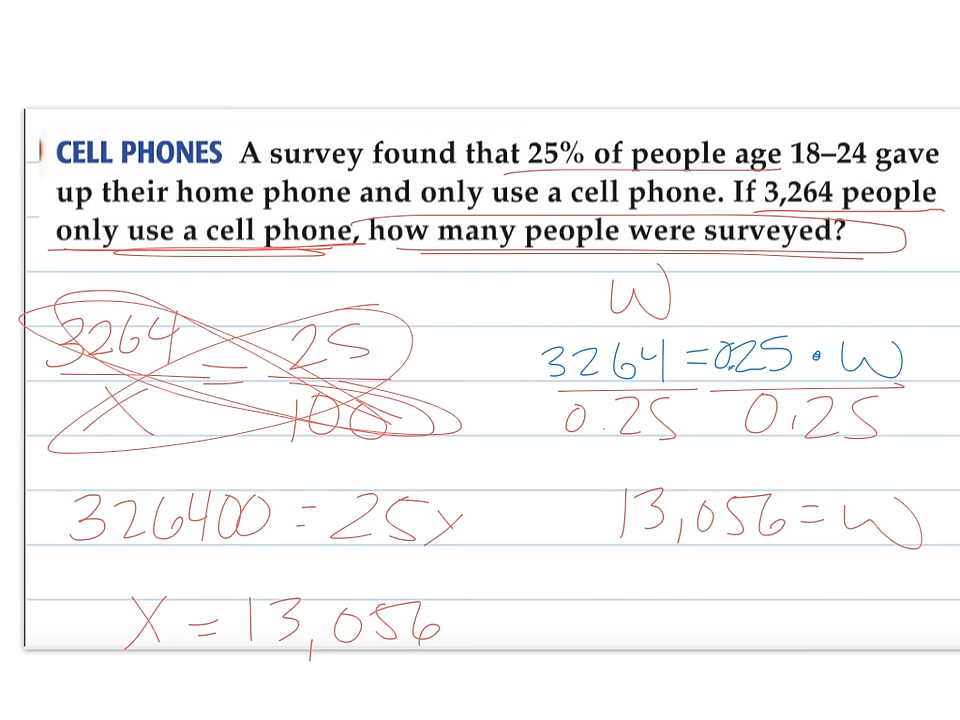 CELL PHONES A survey found that 25% of people age 18–24 gave
up their home phone and only use a cell phone. If 3,264 people
only use a cell phone, how many people were surveyed?
W
3264 / x = 25 / 100
3264 = 0.25 · W
0.25 0.25
326400 = 25x
13,056 = W
x = 13,056